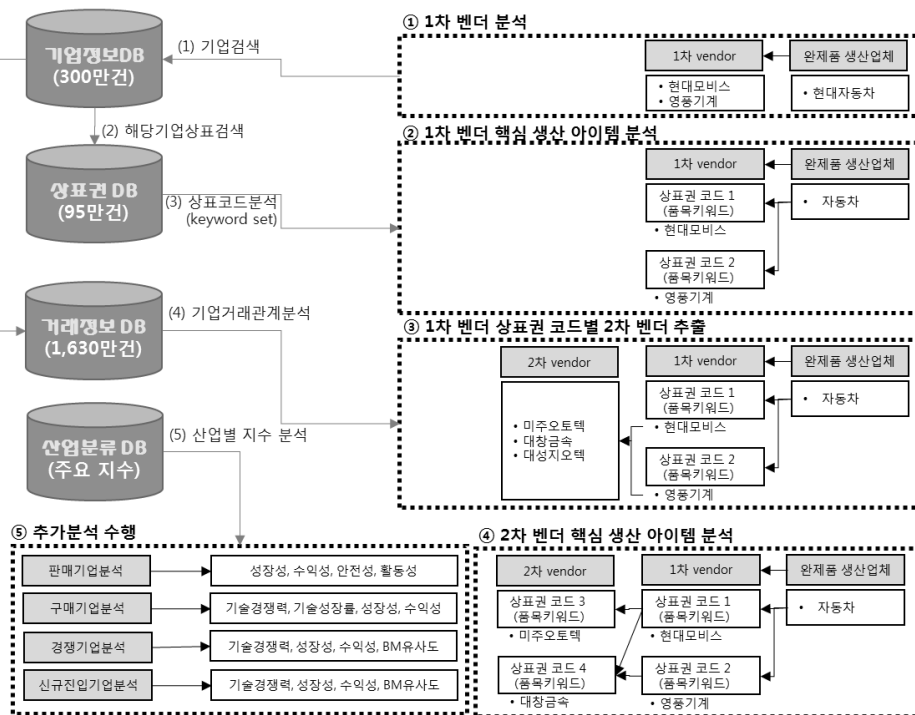 기업정보DB
(300만건)
(1) 기업검색
(2) 해당기업상표검색
상표권 DB
(95만건)
(3) 상표코드분석
(keyword set)
거래정보 DB
(1,630만건)
(4) 기업거래관계분석
산업분류 DB
(주요 지수)
(5) 산업별 지수 분석
① 1차 벤더 분석
1차 vendor
완제품 생산업체
• 현대모비스
• 영풍기계
• 현대자동차
② 1차 벤더 핵심 생산 아이템 분석
1차 vendor
완제품 생산업체
상표권 코드 1
(품목키워드)
• 현대모비스
• 자동차
상표권 코드 2
(품목키워드)
• 영풍기계
③ 1차 벤더 상표권 코드별 2차 벤더 추출
2차 vendor
1차 vendor
완제품 생산업체
• 미주오토텍
• 대창금속
• 대성지오텍
상표권 코드 1
(품목키워드)
• 현대모비스
• 자동차
상표권 코드 2
(품목키워드)
• 영풍기계
④ 2차 벤더 핵심 생산 아이템 분석
2차 vendor
1차 vendor
완제품 생산업체
상표권 코드 3
(품목키워드)
• 미주오토텍
상표권 코드 1
(품목키워드)
• 현대모비스
• 자동차
상표권 코드 4
(품목키워드)
• 대창금속
상표권 코드 2
(품목키워드)
• 영풍기계
⑤ 추가분석 수행
판매기업분석
성장성, 수익성, 안전성, 활동성
구매기업분석
기술경쟁력, 기술성장률, 성장성, 수익성
경쟁기업분석
기술경쟁력, 성장성, 수익성, BM유사도
신규진입기업분석
기술경쟁력, 성장성, 수익성, BM유사도